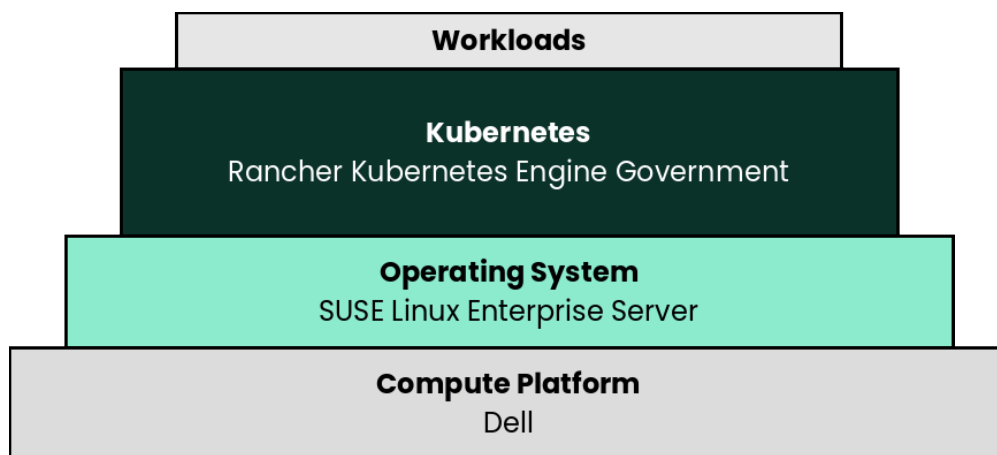 Workloads
Kubernetes
Rancher Kubernetes Engine Government
Operating System
SUSE Linux Enterprise Server
Compute Platform
Dell